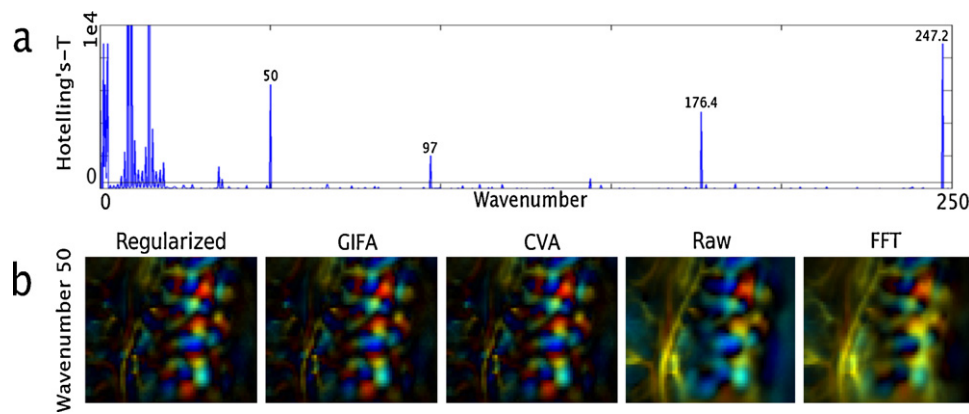 a
Hotelling's-T
1e4
0
50
97
176.4
247.2
0
Wavenumber
250
b
Wavenumber 50
Regularized
GIFA
CVA
Raw
FFT